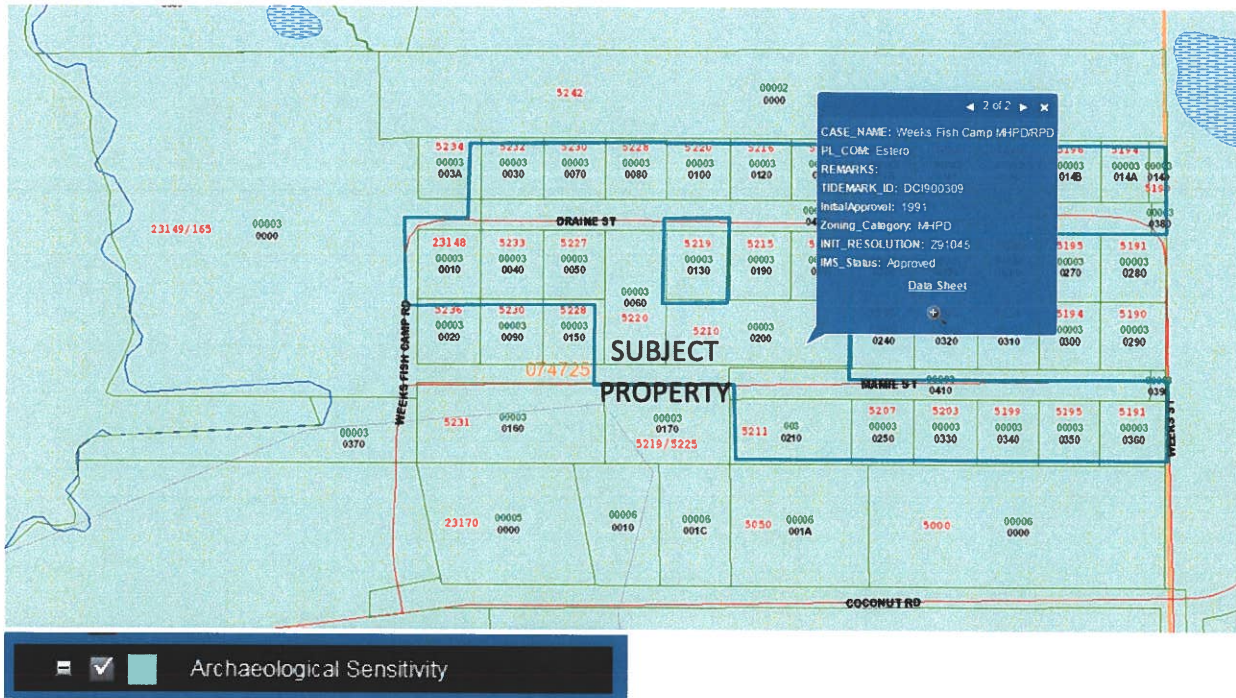 5242
00002
0000
2 of 2
CASE_NAME: Weeks Fish Camp MHPD/RPD
PL_COM: Estero
REMARKS:
TIDEMARK_ID: DCI900309
InitialApproval: 1991
Zoning_Category: MHPD
INIT_RESOLUTION: Z91045
IMS_Status: Approved
Data Sheet
5234 5232 5230 5228 5220 5216 5196 5194
00003 00003 00003 00003 00003 00003 00003 00003
003A 0030 0070 0080 0100 0120 014B 014A
DRAINE ST
0380
23149/165
00003
0000
23148 5233 5227 5219 5215 5195 5191
00003 00003 00003 00003 00003 00003 00003
0010 0040 0050 0130 0190 0270 0280
00003
0060
5220
5236 5230 5228 5210 00003 5194 5190
00003 00003 00003 0200 00003 00003
0020 0090 0150 0240 0320 0310 0300 0290
WEEKS FISH CAMP RD
074725
SUBJECT
PROPERTY
MAMIE ST
0410
WEEKS ST
00003
0370
5231
00003
0160
00003
0170
5219/5225
5211
0210
5207 5203 5199 5195 5191
00003 00003 00003 00003 00003
0250 0330 0340 0350 0360
23170
00005
0000
00006
0010
00006
001C
5050
00006
001A
5000
00006
0000
COCONUT RD
Archaeological Sensitivity